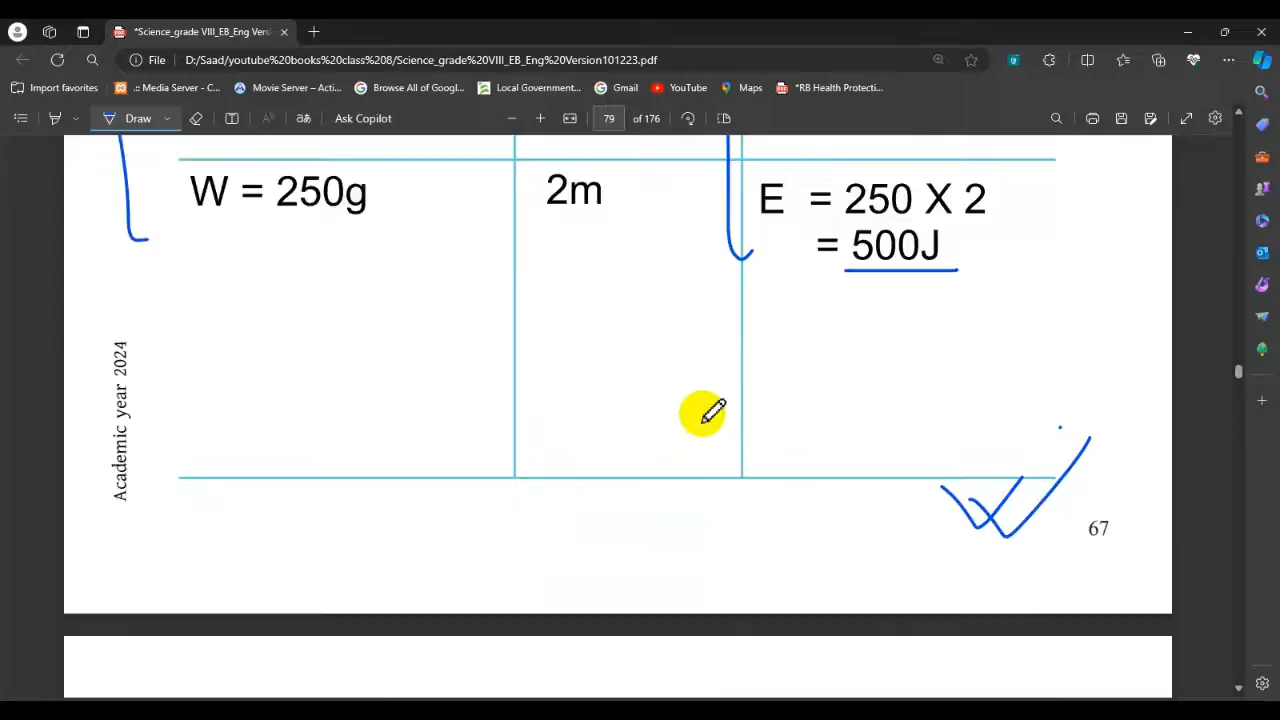 *Science_grade VIII_EB_Eng Versi
File D:/Saad/youtube%20books%20class%208/Science_grade%20VIII_EB_Eng%20Version101223.pdf
Import favorites .:: Media Server - C... Movie Server – Acti... Browse All of Googl... Local Government... Gmail YouTube Maps *RB Health Protecti...
Draw Ask Copilot 79 of 176
W = 250g 2m E = 250 X 2
= 500J
Academic year 2024
67